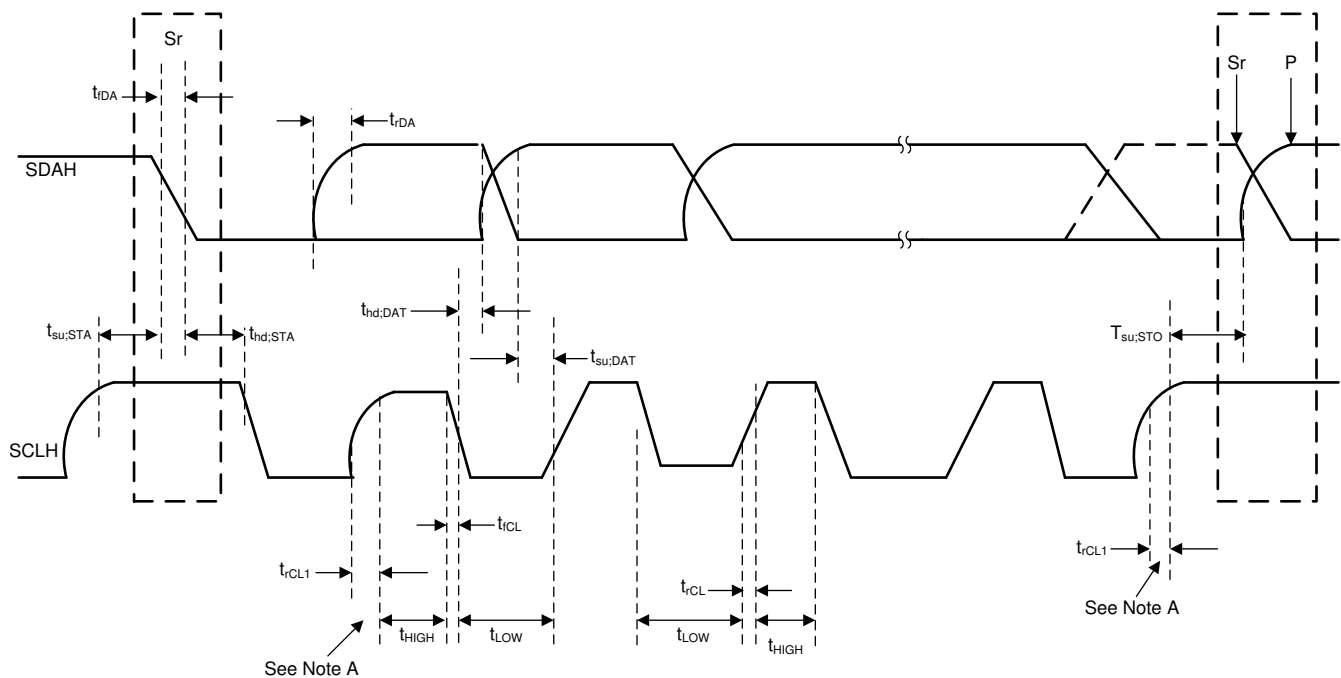 Sr
Sr P
tfDA
trDA
SDAH
thd;DAT
tsu;STA
thd;STA
Tsu;STO
tsu;DAT
SCLH
tfCL
trCL1
trCL1
trCL
See Note A
tHIGH
tLOW
tLOW
tHIGH
See Note A